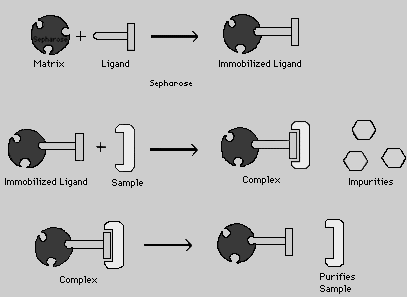 Sepharose
+
Matrix Ligand Immobilized Ligand
Sepharose
+
Immobilized Ligand Sample Complex Impurities
Complex Purifies
Sample